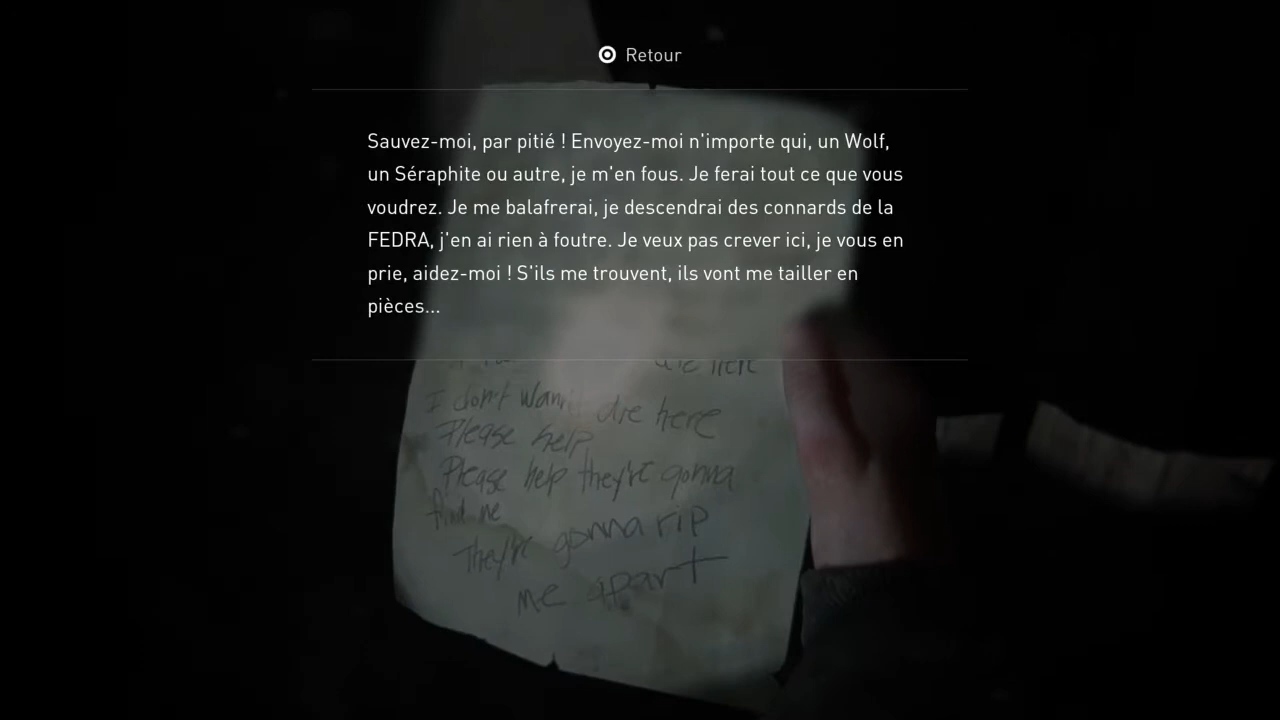 Retour
Sauvez-moi, par pitié ! Envoyez-moi n'importe qui, un Wolf,
un Séraphite ou autre, je m'en fous. Je ferai tout ce que vous
voudrez. Je me balafrerai, je descendrai des connards de la
FEDRA, j'en ai rien à foutre. Je veux pas crever ici, je vous en
prie, aidez-moi ! S'ils me trouvent, ils vont me tailler en
pièces...
die here
I don't wanna die here
Please help
Please help they're gonna
find me
They're gonna rip
me apart